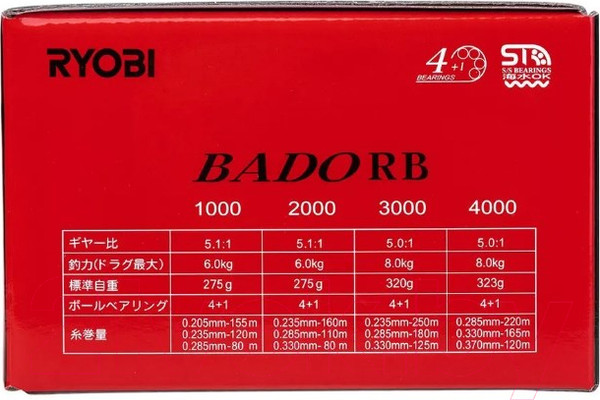 RYOBI
4+1
BEARINGS
ST
S/S BEARINGS
海水OK
BADO RB
1000 2000 3000 4000
ギヤー比 5.1:1 5.1:1 5.0:1 5.0:1
釣力(ドラグ最大) 6.0kg 6.0kg 8.0kg 8.0kg
標準自重 275g 275g 320g 323g
ボールベアリング 4+1 4+1 4+1 4+1
糸巻量 0.205mm-155m 0.235mm-160m 0.235mm-250m 0.285mm-220m
0.235mm-120m 0.285mm-110m 0.285mm-180m 0.330mm-165m
0.285mm-80 m 0.330mm- 80 m 0.330mm-125m 0.370mm-120m